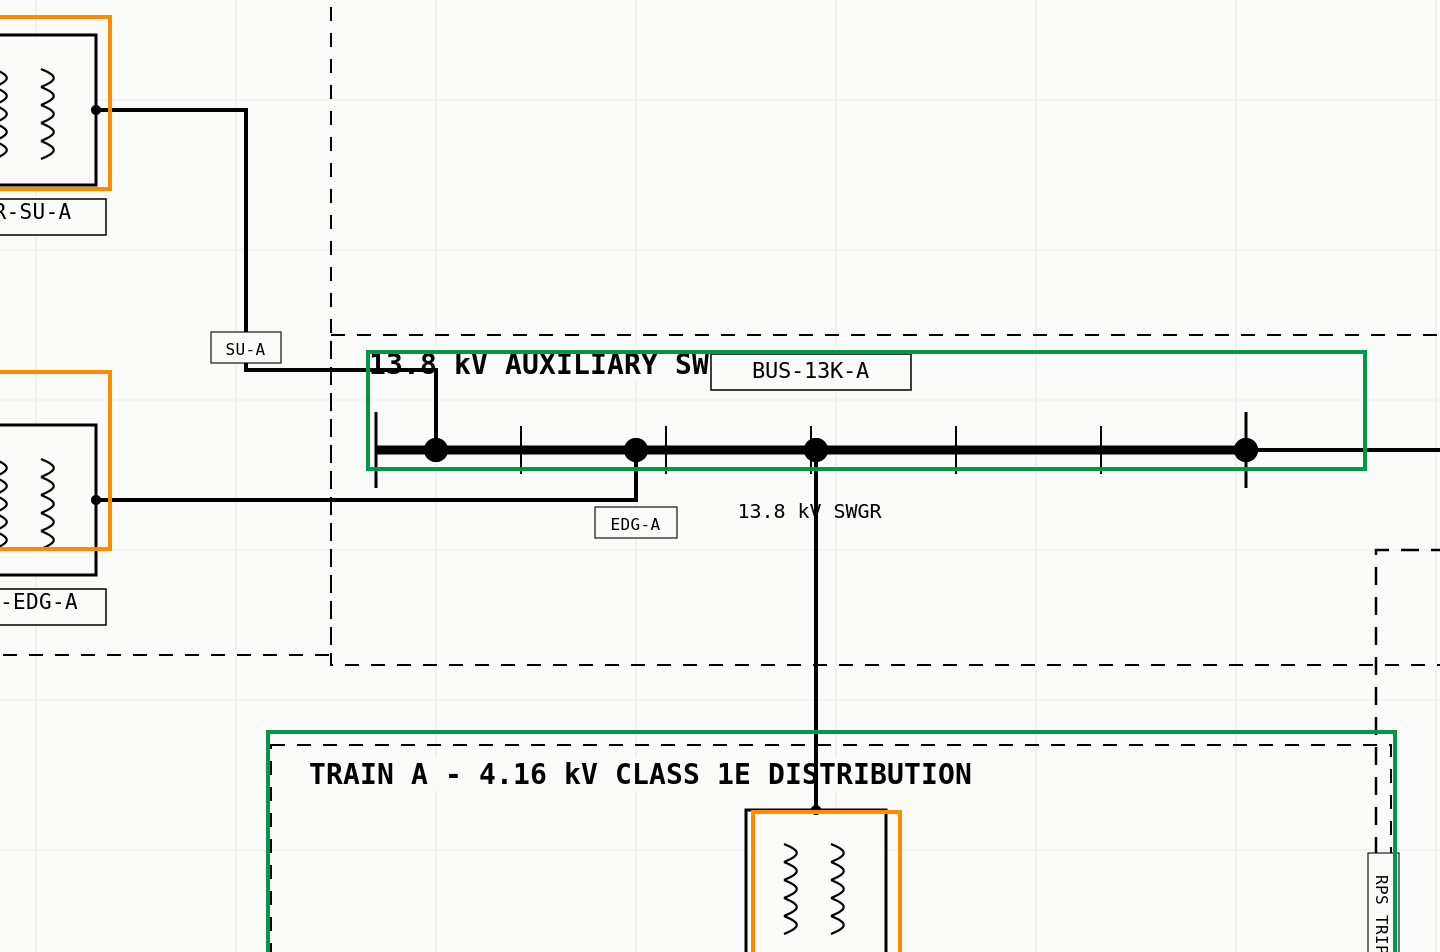 R-SU-A
SU-A
13.8 kV AUXILIARY SW
BUS-13K-A
EDG-A
13.8 kV SWGR
-EDG-A
TRAIN A - 4.16 kV CLASS 1E DISTRIBUTION
RPS TRIP